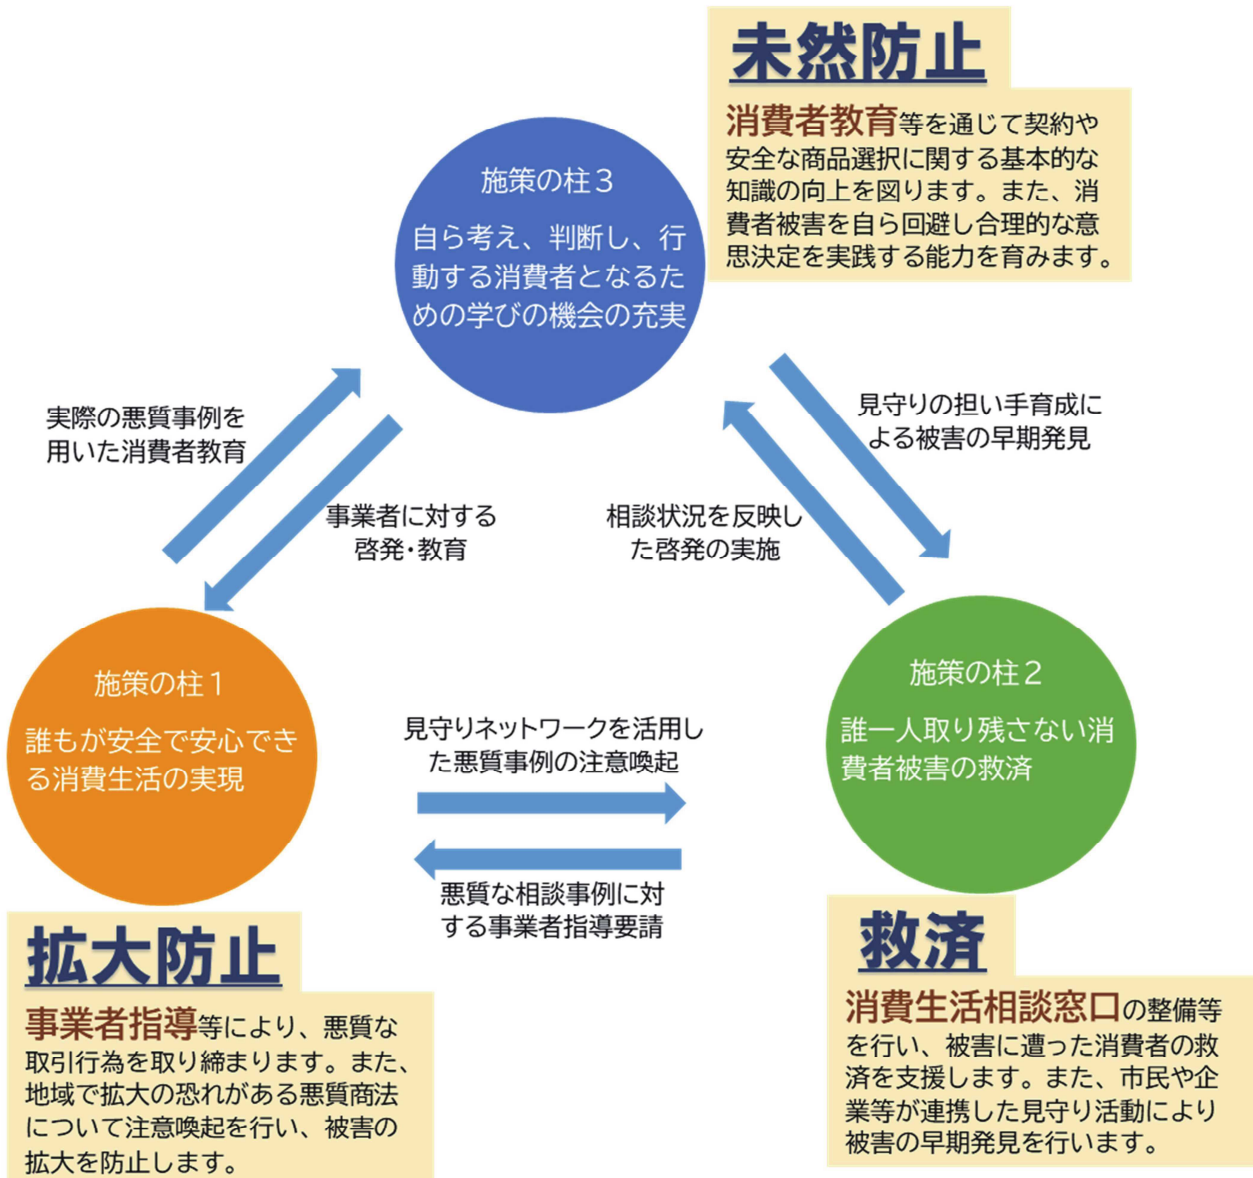 未然防止
消費者教育等を通じて契約や
安全な商品選択に関する基本的な
知識の向上を図ります。また、消
費者被害を自ら回避し合理的な意
思決定を実践する能力を育みます。
施策の柱3
自ら考え、判断し、行
動する消費者となるた
めの学びの機会の充実
実際の悪質事例を
用いた消費者教育
事業者に対する
啓発・教育
見守りの担い手育成に
よる被害の早期発見
相談状況を反映し
た啓発の実施
施策の柱1
誰もが安全で安心でき
る消費生活の実現
見守りネットワークを活用し
た悪質事例の注意喚起
悪質な相談事例に対
する事業者指導要請
施策の柱2
誰一人取り残さない消
費者被害の救済
拡大防止
事業者指導等により、悪質な
取引行為を取り締まります。また、
地域で拡大の恐れがある悪質商法
について注意喚起を行い、被害の
拡大を防止します。
救済
消費生活相談窓口の整備等
を行い、被害に遭った消費者の救
済を支援します。また、市民や企
業等が連携した見守り活動により
被害の早期発見を行います。